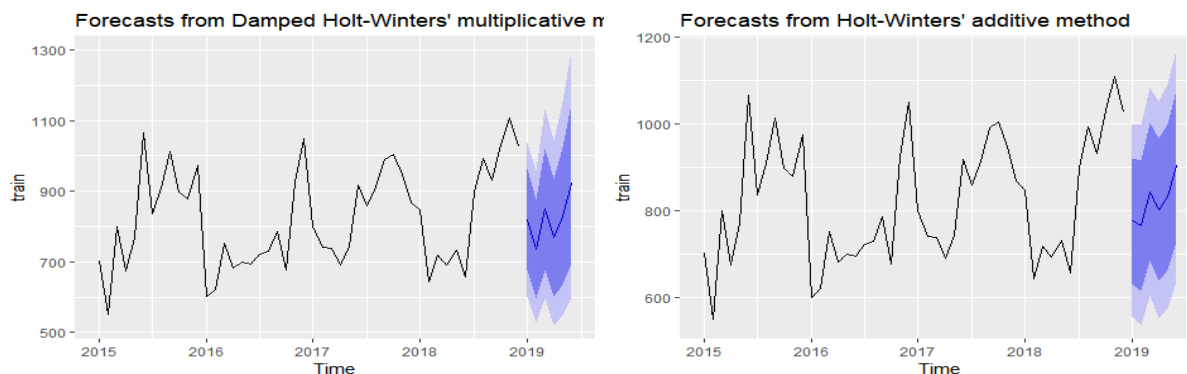 Forecasts from Damped Holt-Winters' multiplicative m
1300
1100
900
700
500
train
2015 2016 2017 2018 2019
Time
Forecasts from Holt-Winters' additive method
1200
1000
800
600
train
2015 2016 2017 2018 2019
Time